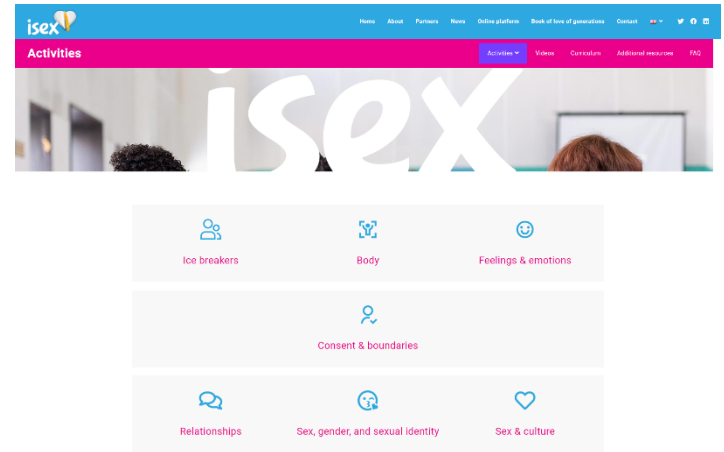 isex
Home About Partners News Online platform Book of love of generations Contact
Activities
Activities Videos Curriculum Additional resources FAQ
isex
Ice breakers Body Feelings & emotions
Consent & boundaries
Relationships Sex, gender, and sexual identity Sex & culture